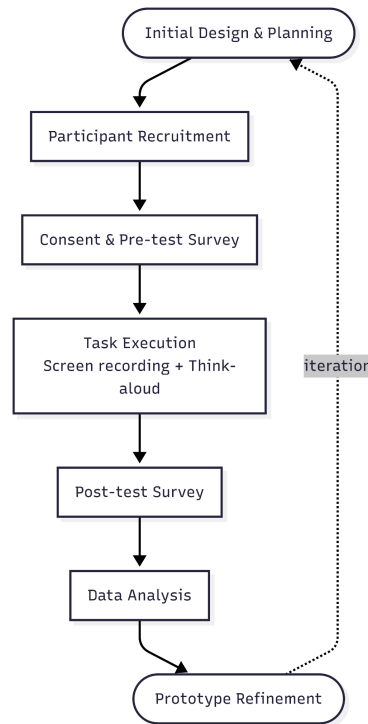 Initial Design & Planning
Participant Recruitment
Consent & Pre-test Survey
Task Execution
Screen recording + Think-
aloud
iteration
Post-test Survey
Data Analysis
Prototype Refinement